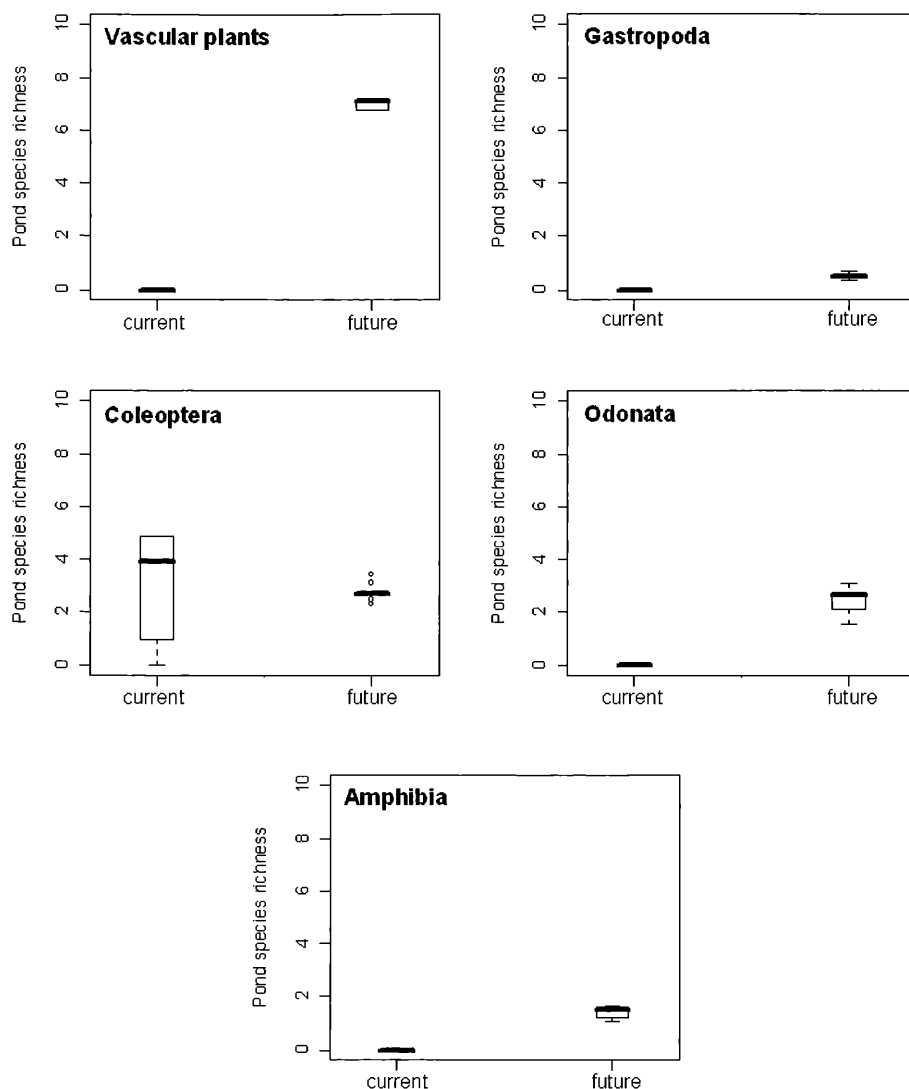 Vascular plants
Pond species richness
10
8
6
4
2
0
current future
Gastropoda
Pond species richness
10
8
6
4
2
0
current future
Coleoptera
Pond species richness
10
8
6
4
2
0
current future
Odonata
Pond species richness
10
8
6
4
2
0
current future
Amphibia
Pond species richness
10
8
6
4
2
0
current future